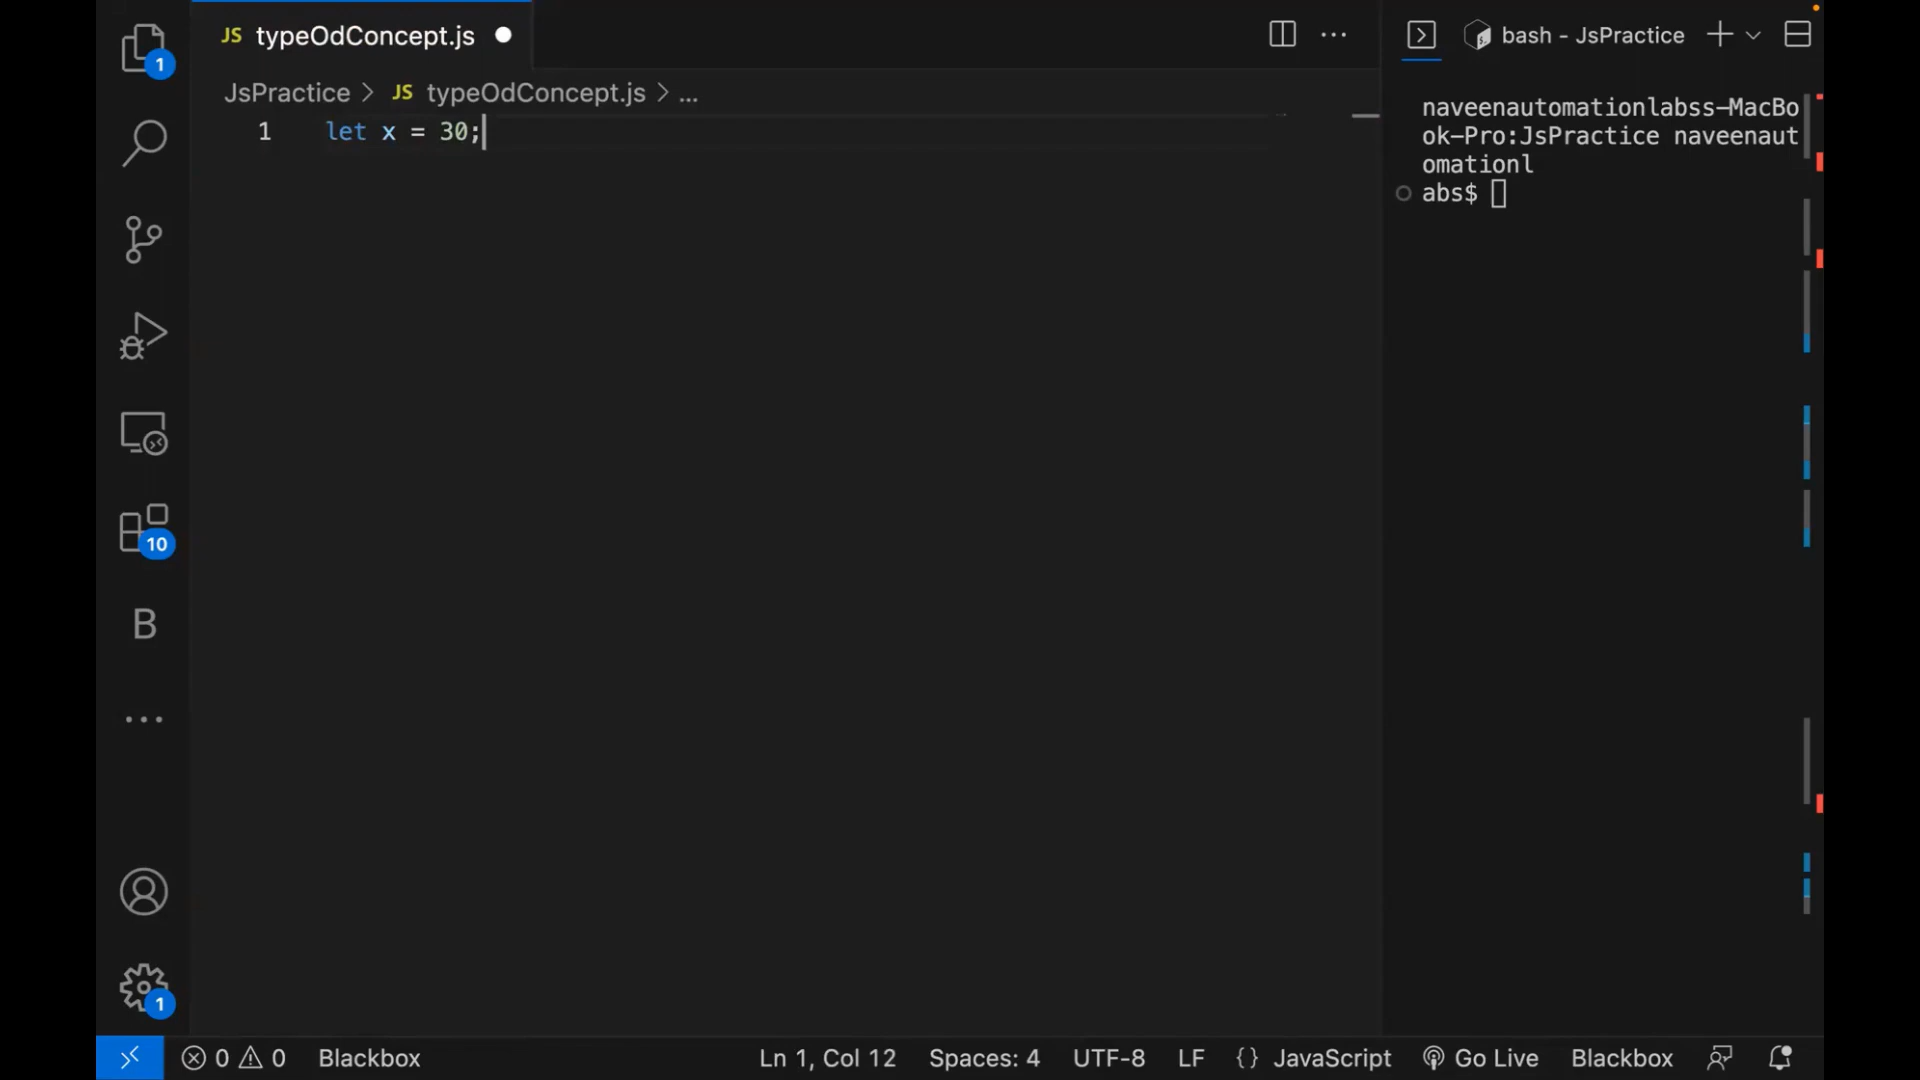 1
JS typeOdConcept.js
bash - JsPractice
JsPractice > JS typeOdConcept.js > ...
1 let x = 30;
naveenautomationlabss-MacBo
ok-Pro:JsPractice naveenaut
omationl
abs$
10
B
1
0 0 Blackbox Ln 1, Col 12 Spaces: 4 UTF-8 LF {} JavaScript Go Live Blackbox